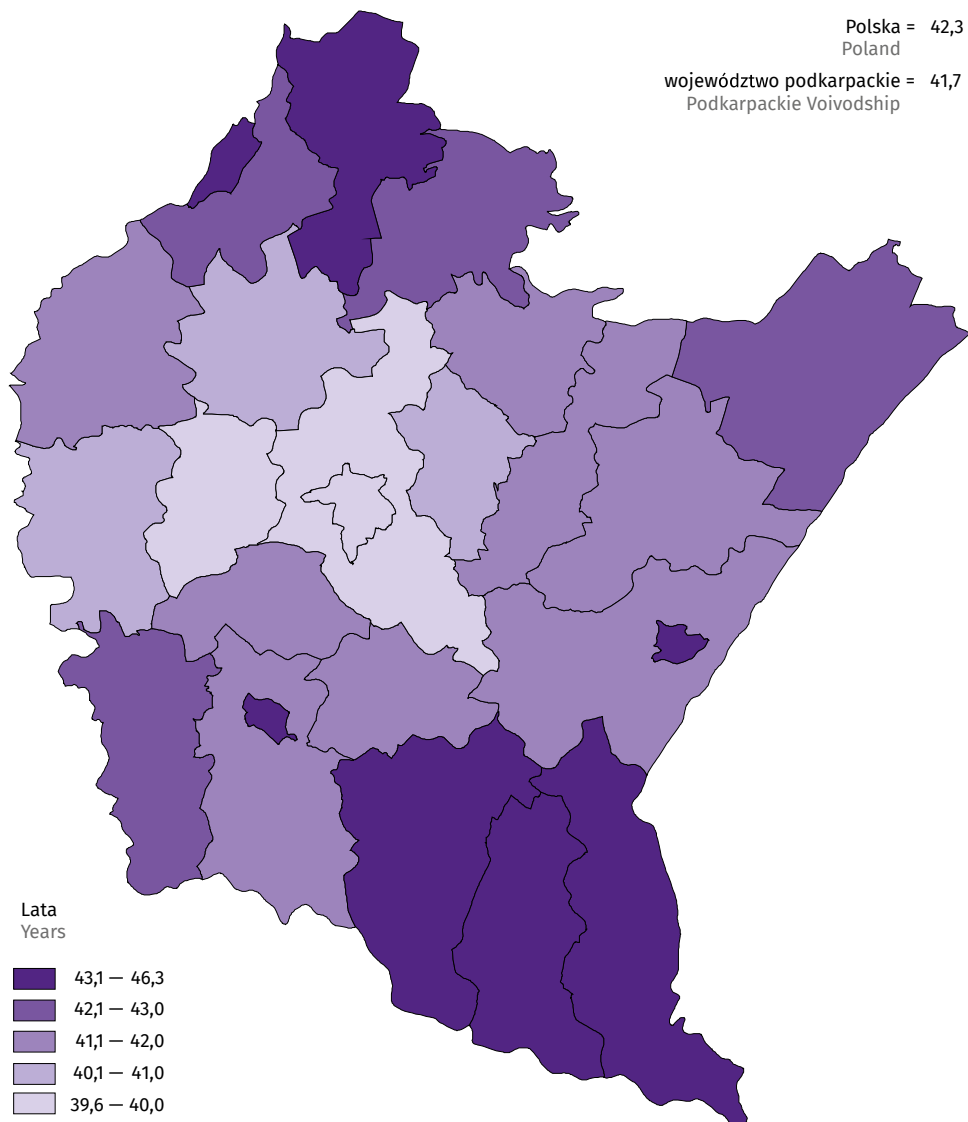 Polska = 42,3
Poland
województwo podkarpackie = 41,7
Podkarpackie Voivodship
Lata
Years
43,1 — 46,3
42,1 — 43,0
41,1 — 42,0
40,1 — 41,0
39,6 — 40,0